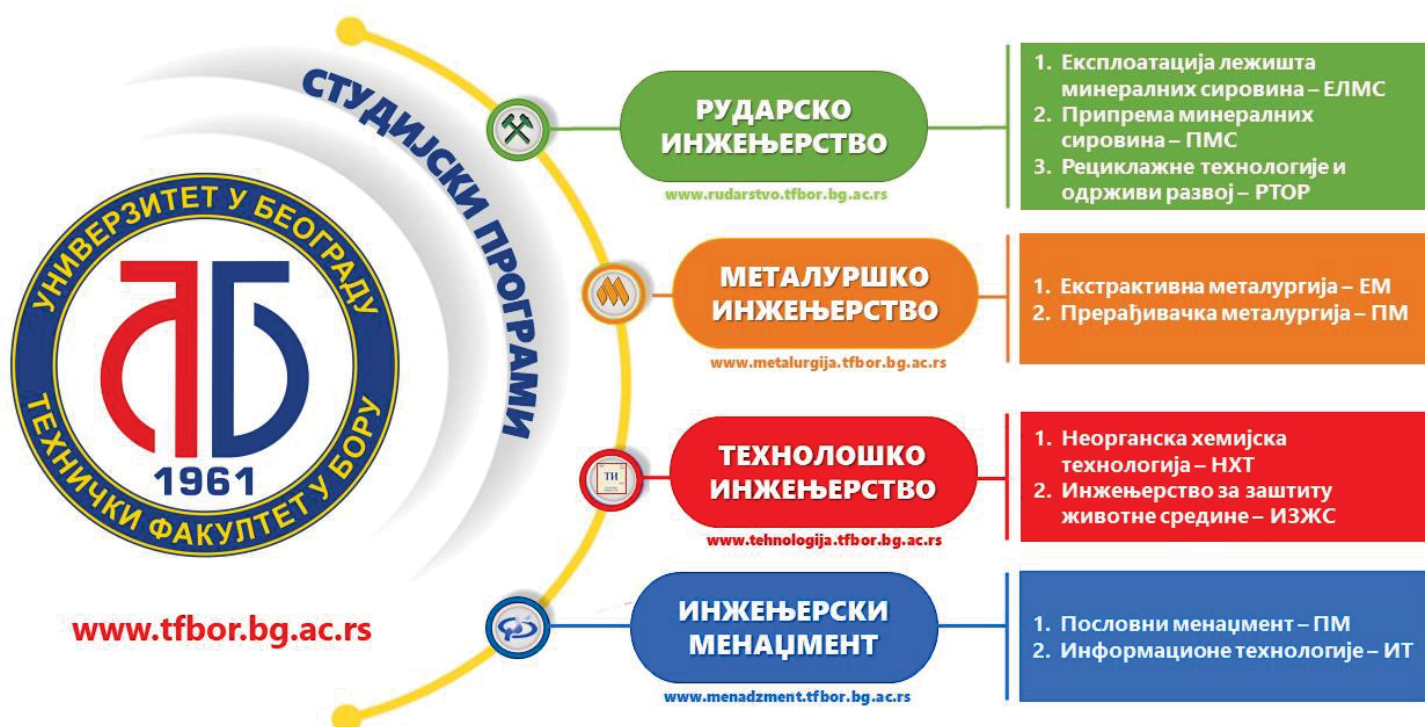 СТУДИЈСКИ ПРОГРАМИ
УНИВЕРЗИТЕТ У БЕОГРАДУ
1961
ТЕХНИЧКИ ФАКУЛТЕТ У БОРУ
www.tfbor.bg.ac.rs
РУДАРСКО
ИНЖЕЊЕРСТВО
www.rudarstvo.tfbor.bg.ac.rs
1. Експлоатација лежишта
минералних сировина – ЕЛМС
2. Припрема минералних
сировина – ПМС
3. Рециклажне технологије и
одрживи развој – РТОР
МЕТАЛУРШКО
ИНЖЕЊЕРСТВО
www.metalurgija.tfbor.bg.ac.rs
1. Екстрактивна металургија – ЕМ
2. Прерађивачка металургија – ПМ
ТИ
ТЕХНОЛОШКО
ИНЖЕЊЕРСТВО
www.tehnologija.tfbor.bg.ac.rs
1. Неорганска хемијска
технологија – НХТ
2. Инжењерство за заштиту
животне средине – ИЗЖС
ИНЖЕЊЕРСКИ
МЕНАЏМЕНТ
www.menadzment.tfbor.bg.ac.rs
1. Пословни менаџмент – ПМ
2. Информационе технологије – ИТ